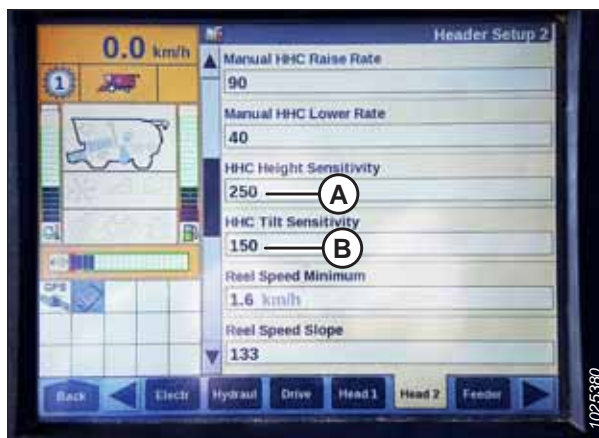 0.0 km/h
Header Setup 2
1
Manual HHC Raise Rate
90
Manual HHC Lower Rate
40
HHC Height Sensitivity
250
A
HHC Tilt Sensitivity
150
B
Reel Speed Minimum
1.6 km/h
GPS
Reel Speed Slope
133
Back Electr Hydraul Drive Head 1 Head 2 Feeder
1025380